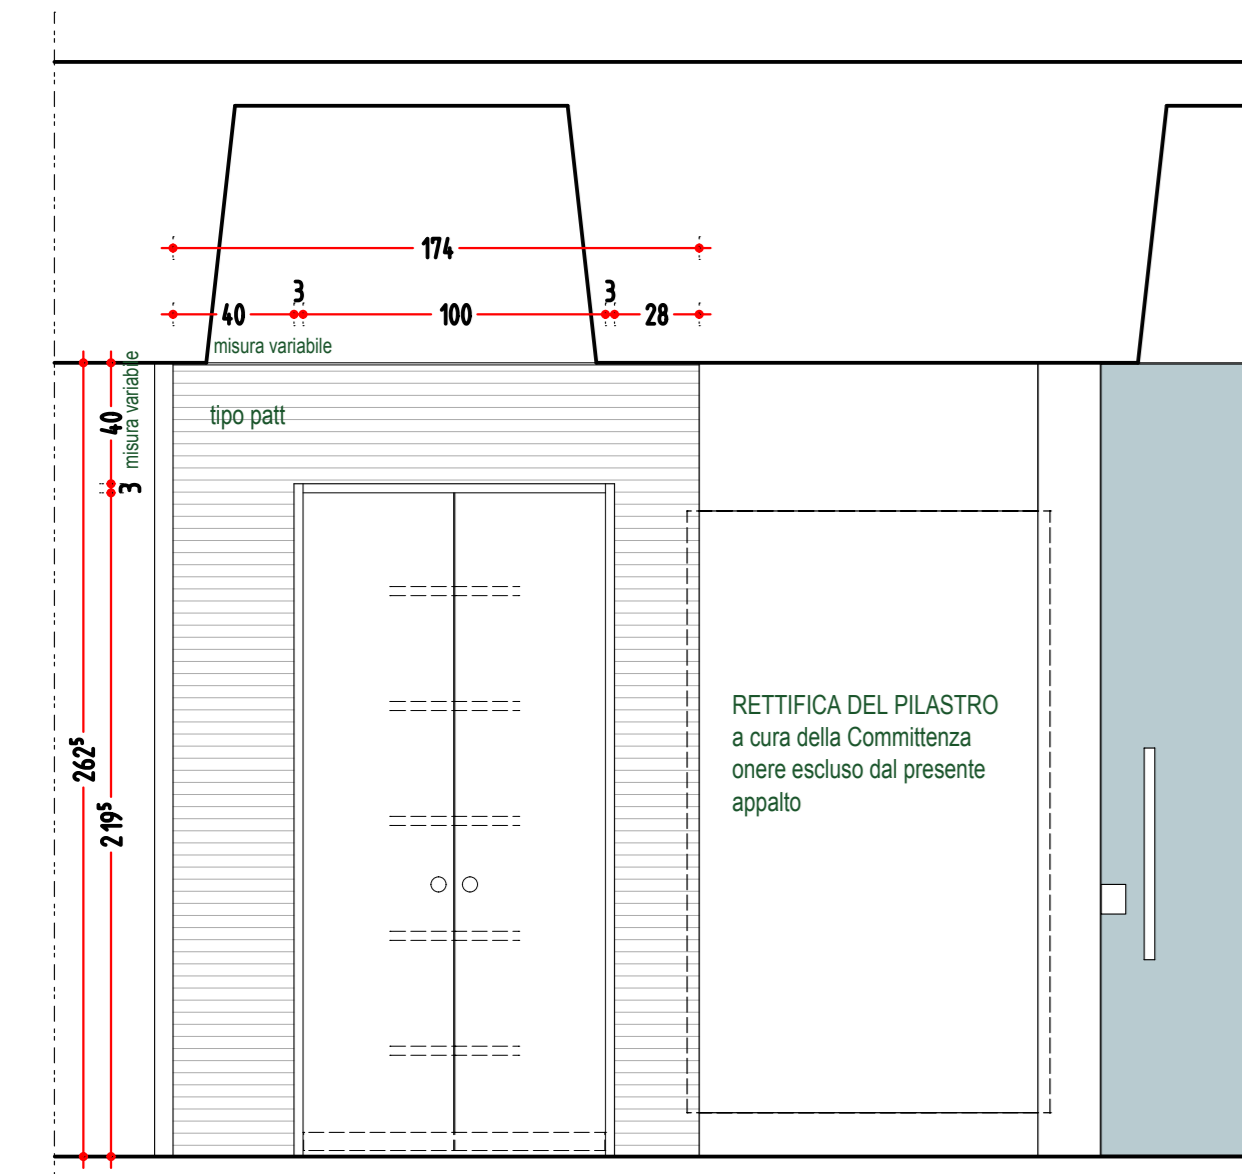 174
3
3
40
100
28
misura variabile
40
misura variabile
tipo patt
3
RETTIFICA DEL PILASTRO
a cura della Committenza
onere escluso dal presente
appalto
262⁵
219⁵